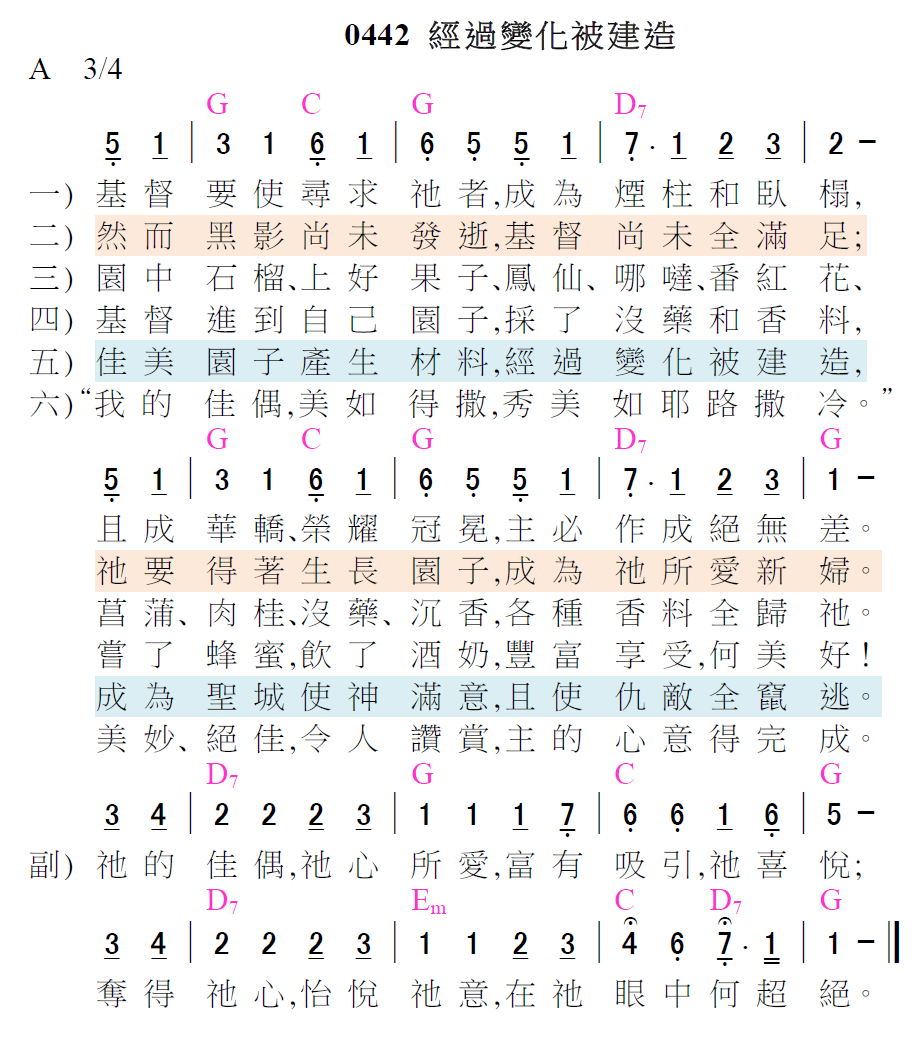 0442 經過變化被建造
A 3/4
G C G D7
5̣ 1 | 3 1 6̣ 1 | 6̣ 5̣ 5̣ 1 | 7̣ · 1 2 3 | 2 –
一) 基督要使尋求祂者,成為煙柱和臥榻,
二) 然而黑影尚未發逝,基督尚未全滿足;
三) 園中石榴、上好果子、鳳仙、哪噠、番紅花、
四) 基督進到自己園子,採了沒藥和香料,
五) 佳美園子產生材料,經過變化被建造,
六) “我的佳偶,美如得撒,秀美如耶路撒冷。”
G C G D7 G
5̣ 1 | 3 1 6̣ 1 | 6̣ 5̣ 5̣ 1 | 7̣ · 1 2 3 | 1 –
且成華轎、榮耀冠冕,主必作成絕無差。
祂要得著生長園子,成為祂所愛新婦。
菖蒲、肉桂、沒藥、沉香,各種香料全歸祂。
嘗了蜂蜜,飲了酒奶,豐富享受,何美好!
成為聖城使神滿意,且使仇敵全竄逃。
美妙、絕佳,令人讚賞,主的心意得完成。
D7 G C G
3 4 | 2 2 2 3 | 1 1 1 7̣ | 6̣ 6̣ 1 6̣ | 5 –
副) 祂的佳偶,祂心所愛,富有吸引,祂喜悅;
D7 Em C D7 G
3 4 | 2 2 2 3 | 1 1 2 3 | 4 6̣ 7̣ · 1 | 1 – ‖
奪得祂心,怡悅祂意,在祂眼中何超絕。